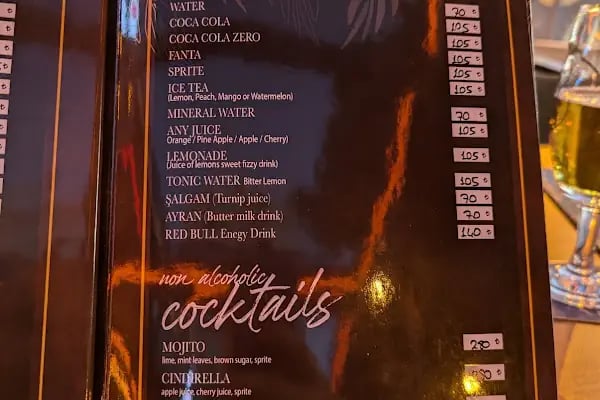 WATER 70 ₺
COCA COLA 105 ₺
COCA COLA ZERO 105 ₺
FANTA 105 ₺
SPRITE 105 ₺
ICE TEA 105 ₺
(Lemon, Peach, Mango or Watermelon)
MINERAL WATER 70 ₺
ANY JUICE 105 ₺
Orange / Pine Apple / Apple / Cherry)
LEMONADE 105 ₺
(Juice of lemons sweet fizzy drink)
TONIC WATER Bitter Lemon 105 ₺
ŞALGAM (Turnip juice) 70 ₺
AYRAN (Butter milk drink) 70 ₺
RED BULL Enegy Drink 140 ₺
non alcoholic
cocktails
MOJITO 280 ₺
lime, mint leaves, brown sugar, sprite
CINDIRELLA
apple juice, cherry juice, sprite